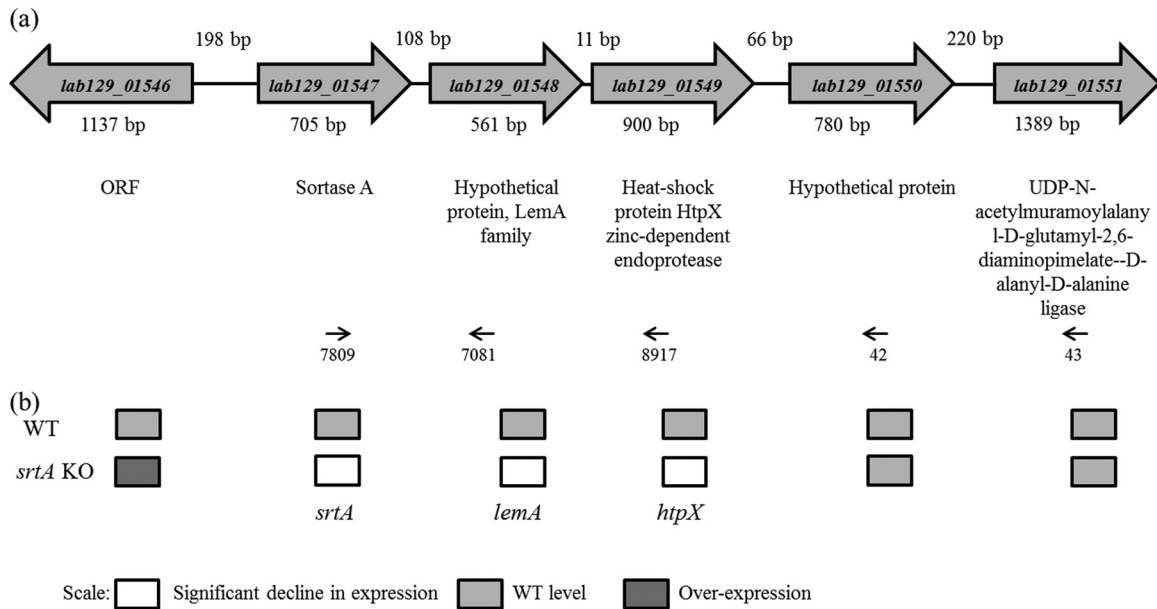 (a)
198 bp 108 bp 11 bp 66 bp 220 bp
lab129_01546 lab129_01547 lab129_01548 lab129_01549 lab129_01550 lab129_01551
1137 bp 705 bp 561 bp 900 bp 780 bp 1389 bp
ORF
Sortase A
Hypothetical
protein, LemA
family
Heat-shock
protein HtpX
zinc-dependent
endoprotease
Hypothetical protein
UDP-N-
acetylmuramoylalany
l-D-glutamyl-2,6-
diaminopimelate--D-
alanyl-D-alanine
ligase
7809 7081 8917 42 43
(b)
WT
srtA KO
srtA lemA htpX
Scale: Significant decline in expression WT level Over-expression